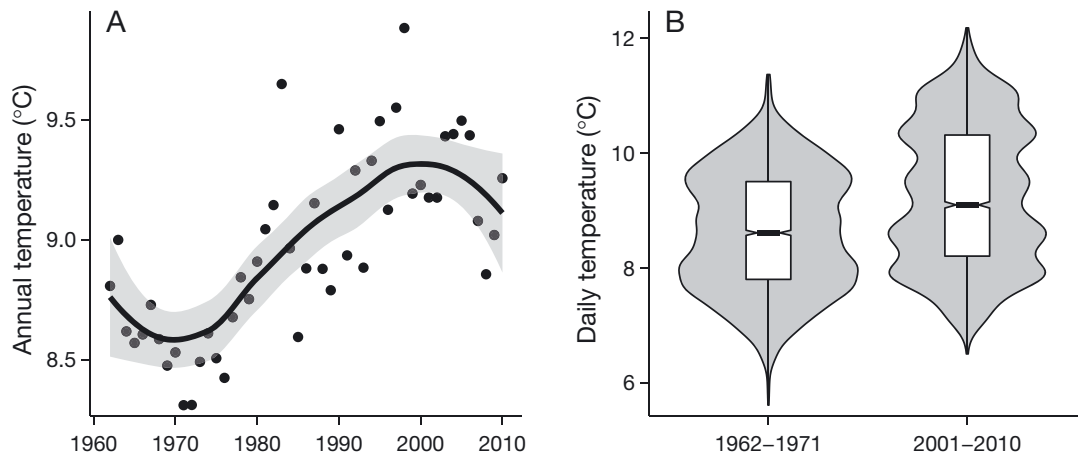 A
Annual temperature (°C)
9.5
9.0
8.5
1960 1970 1980 1990 2000 2010
B
Daily temperature (°C)
12
10
8
6
1962–1971 2001–2010